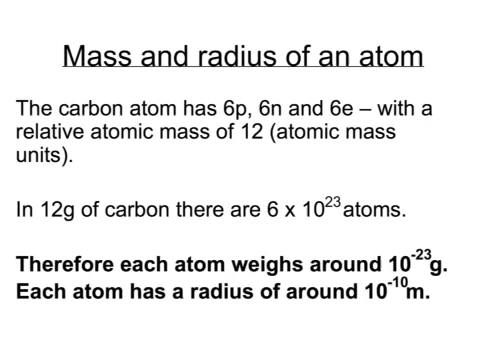 Mass and radius of an atom
The carbon atom has 6p, 6n and 6e – with a
relative atomic mass of 12 (atomic mass
units).
In 12g of carbon there are 6 x 10²³ atoms.
Therefore each atom weighs around 10⁻²³g.
Each atom has a radius of around 10⁻¹⁰m.